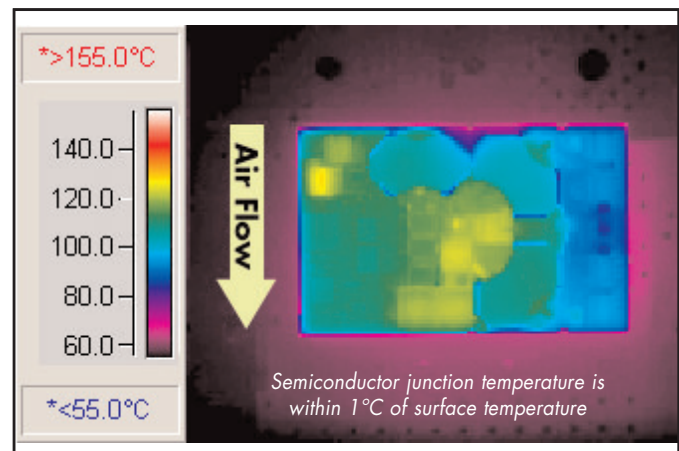 *>155.0°C
140.0
120.0
100.0
80.0
60.0
*<55.0°C
Air Flow
Semiconductor junction temperature is
within 1°C of surface temperature